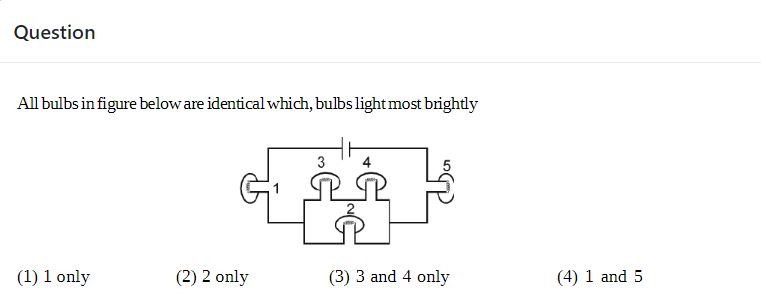 Question
All bulbs in figure below are identical which, bulbs light most brightly
3 4 5
1
2
(1) 1 only (2) 2 only (3) 3 and 4 only (4) 1 and 5